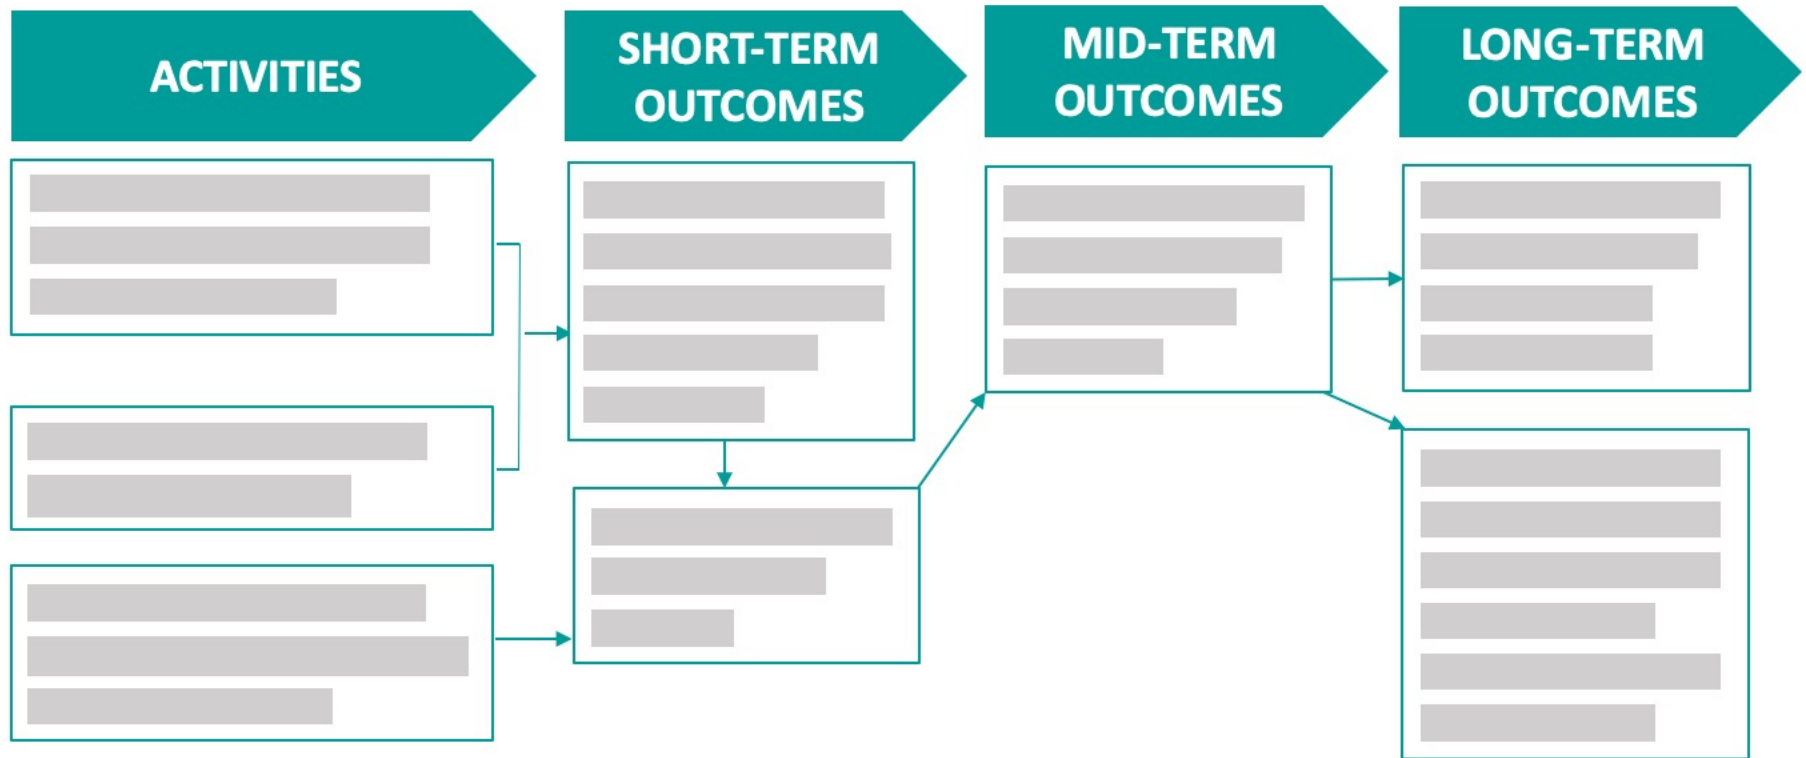 ACTIVITIES
SHORT-TERM
OUTCOMES
MID-TERM
OUTCOMES
LONG-TERM
OUTCOMES